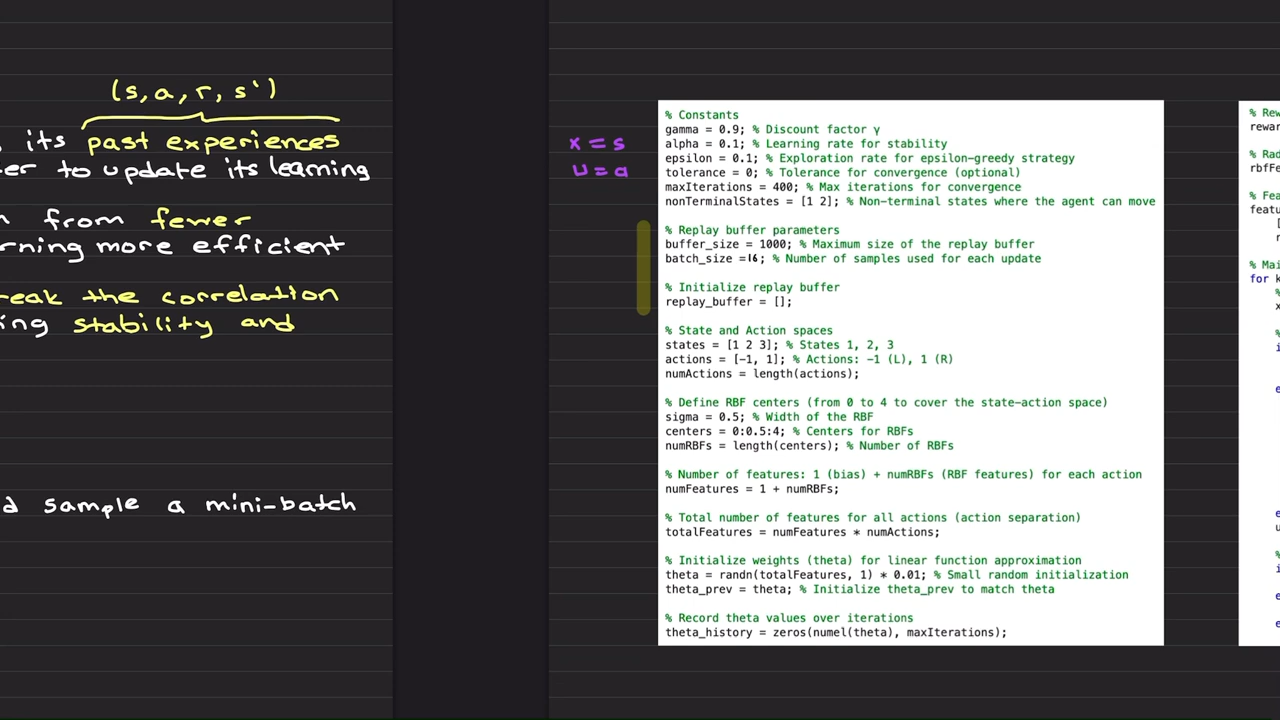 (s, a, r, s')
its past experiences
er to update its learning
from fewer
rning more efficient
reak the correlation
ing stability and
sample a mini-batch
x = s
u = a
% Constants
gamma = 0.9; % Discount factor γ
alpha = 0.1; % Learning rate for stability
epsilon = 0.1; % Exploration rate for epsilon-greedy strategy
tolerance = 0; % Tolerance for convergence (optional)
maxIterations = 400; % Max iterations for convergence
nonTerminalStates = [1 2]; % Non-terminal states where the agent can move
% Replay buffer parameters
buffer_size = 1000; % Maximum size of the replay buffer
batch_size =16; % Number of samples used for each update
% Initialize replay buffer
replay_buffer = [];
% State and Action spaces
states = [1 2 3]; % States 1, 2, 3
actions = [-1, 1]; % Actions: -1 (L), 1 (R)
numActions = length(actions);
% Define RBF centers (from 0 to 4 to cover the state-action space)
sigma = 0.5; % Width of the RBF
centers = 0:0.5:4; % Centers for RBFs
numRBFs = length(centers); % Number of RBFs
% Number of features: 1 (bias) + numRBFs (RBF features) for each action
numFeatures = 1 + numRBFs;
% Total number of features for all actions (action separation)
totalFeatures = numFeatures * numActions;
% Initialize weights (theta) for linear function approximation
theta = randn(totalFeatures, 1) * 0.01; % Small random initialization
theta_prev = theta; % Initialize theta_prev to match theta
% Record theta values over iterations
theta_history = zeros(numel(theta), maxIterations);
% Rew
rewar
% Rad
rbfFe
% Fea
featur
[
r
% Mai
for k
%
x
%
i
e
e
u
%
i
e
e